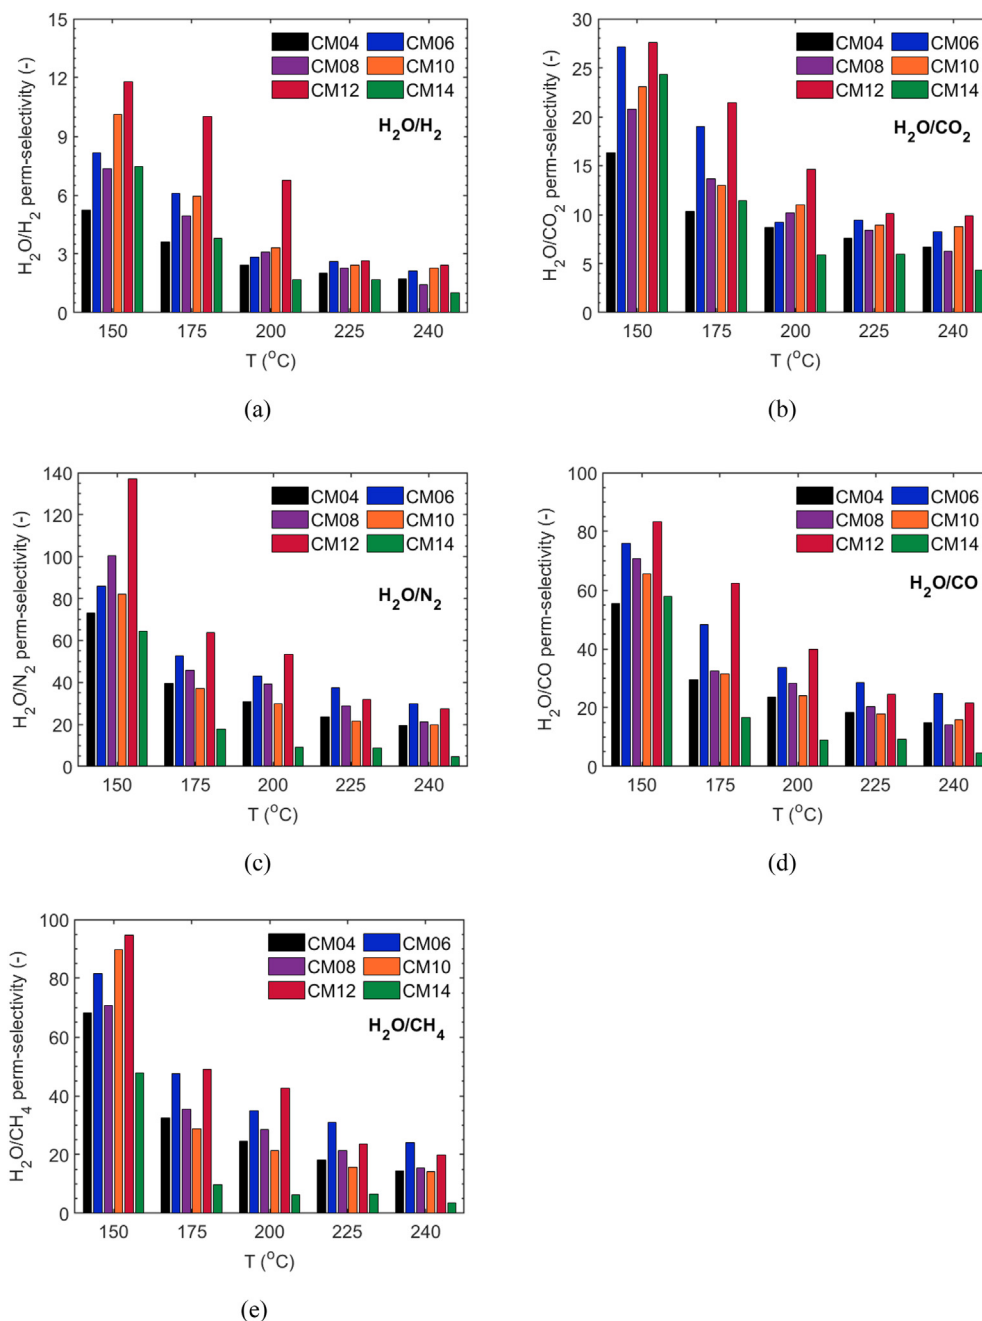 15
12
9
6
3
0
H2O/H2 perm-selectivity (-)
CM04 CM06
CM08 CM10
CM12 CM14
H2O/H2
150 175 200 225 240
T (oC)
(a)
30
25
20
15
10
5
0
H2O/CO2 perm-selectivity (-)
CM04 CM06
CM08 CM10
CM12 CM14
H2O/CO2
150 175 200 225 240
T (oC)
(b)
140
120
100
80
60
40
20
0
H2O/N2 perm-selectivity (-)
CM04 CM06
CM08 CM10
CM12 CM14
H2O/N2
150 175 200 225 240
T (oC)
(c)
100
80
60
40
20
0
H2O/CO perm-selectivity (-)
CM04 CM06
CM08 CM10
CM12 CM14
H2O/CO
150 175 200 225 240
T (oC)
(d)
100
80
60
40
20
0
H2O/CH4 perm-selectivity (-)
CM04 CM06
CM08 CM10
CM12 CM14
H2O/CH4
150 175 200 225 240
T (oC)
(e)